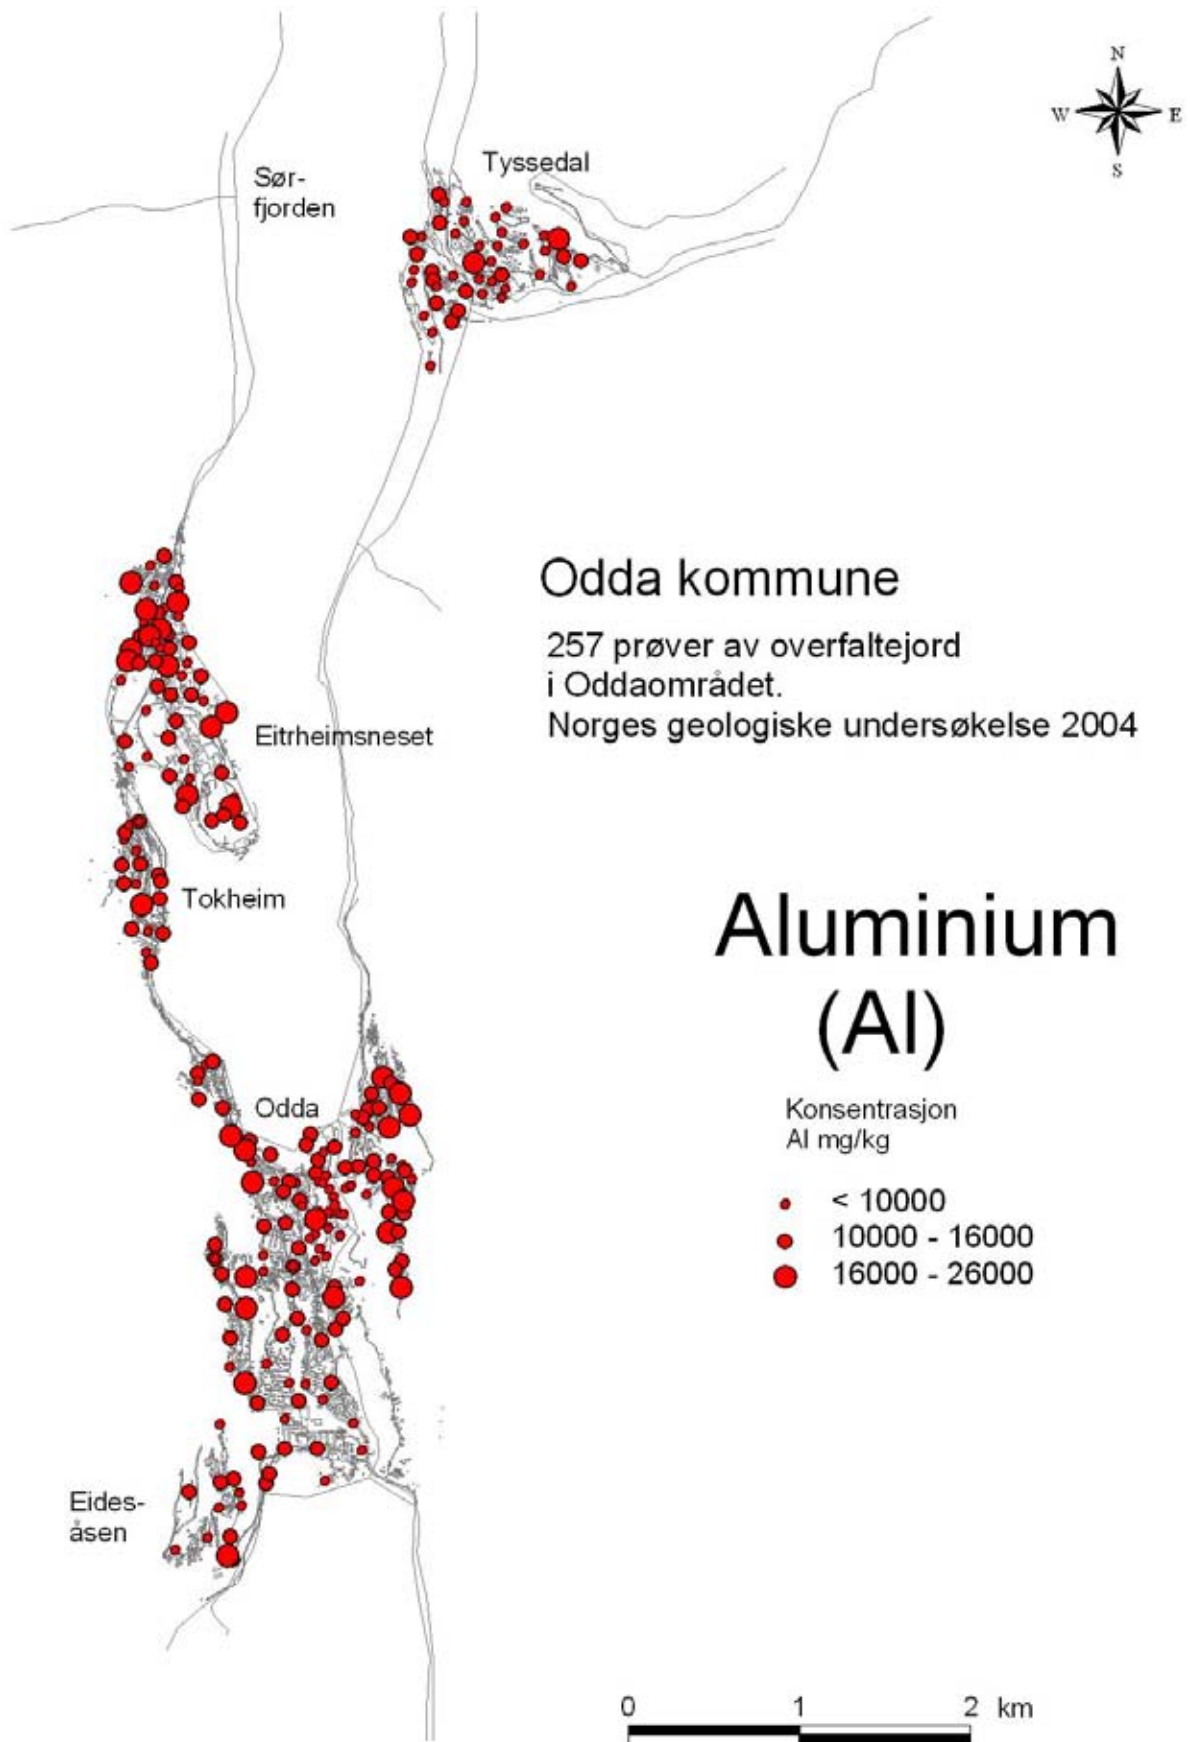 N
W E
S
Tyssedal
Sør-
fjorden
Odda kommune
257 prøver av overfaltejord
i Oddaområdet.
Norges geologiske undersøkelse 2004
Eitrheimsneset
Tokheim
Aluminium
(Al)
Odda
Konsentrasjon
Al mg/kg
< 10000
10000 - 16000
16000 - 26000
Eides-
åsen
0 1 2 km